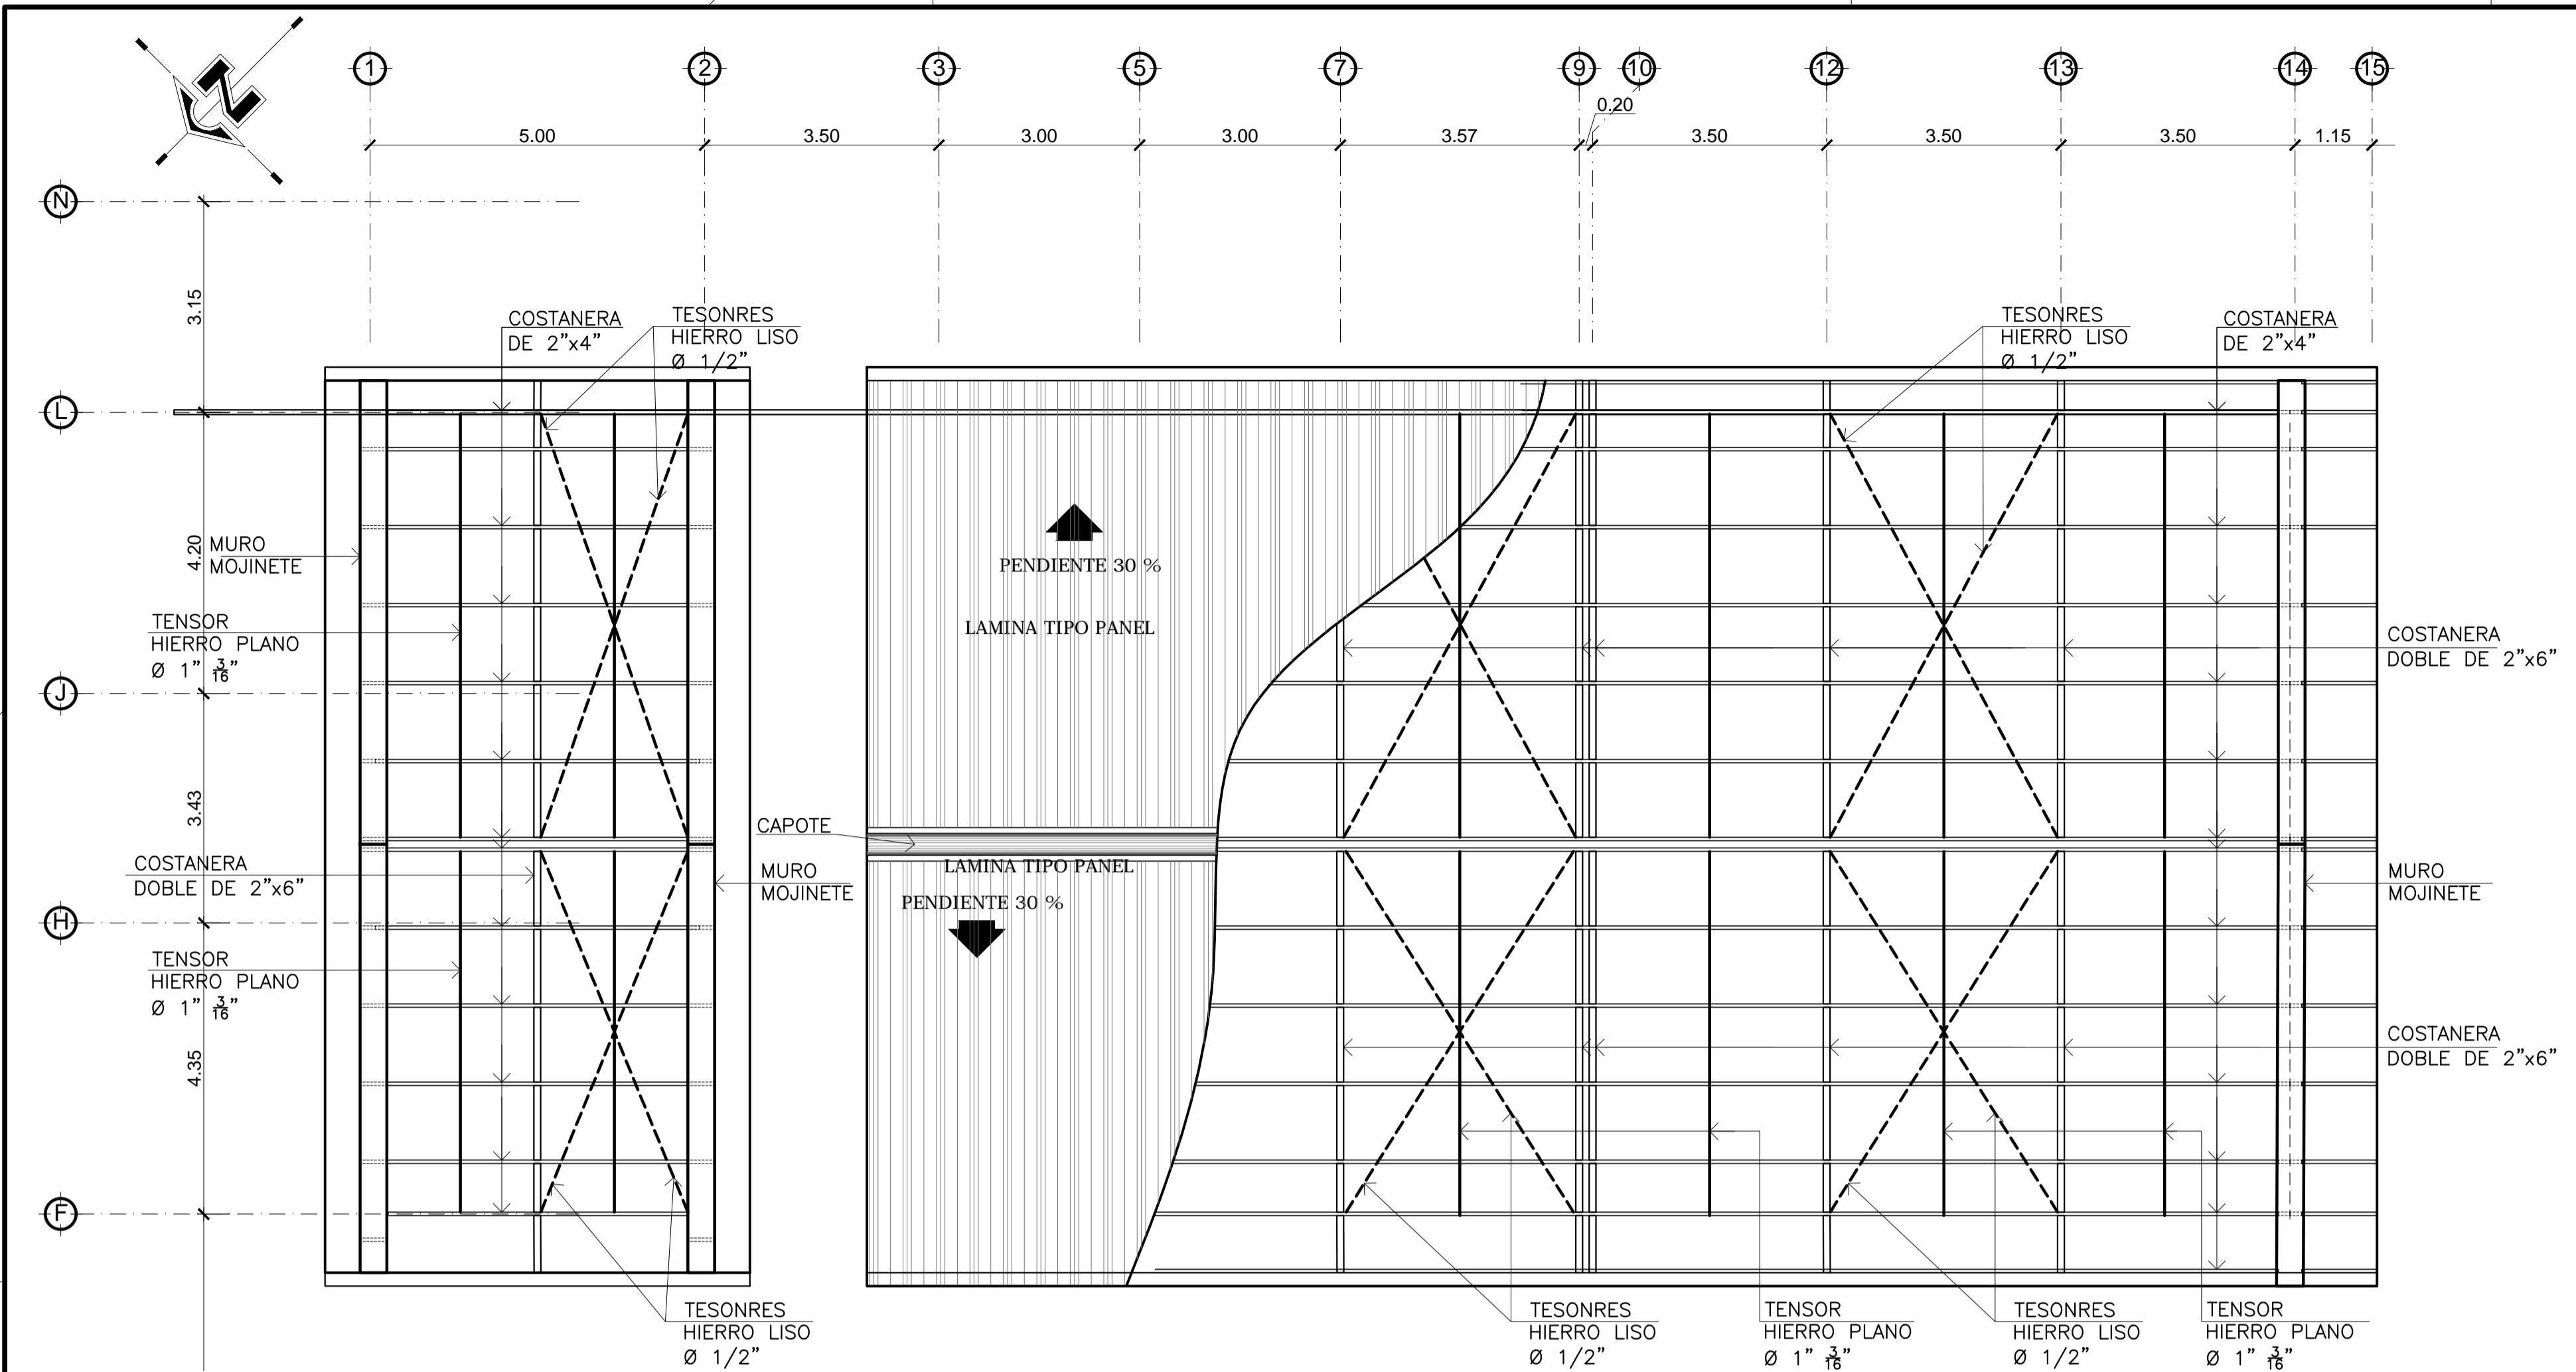 1
2
3
5
7
9
10
12
13
14
15
0.20
5.00
3.50
3.00
3.00
3.57
3.50
3.50
3.50
1.15
N
N
L
J
H
F
3.15
4.20
3.43
4.35
COSTANERA
DE 2"x4"
TESONRES
HIERRO LISO
Ø 1/2"
TESONRES
HIERRO LISO
Ø 1/2"
COSTANERA
DE 2"x4"
MURO
MOJINETE
TENSOR
HIERRO PLANO
Ø 1" 3/16"
PENDIENTE 30 %
LAMINA TIPO PANEL
COSTANERA
DOBLE DE 2"x6"
CAPOTE
COSTANERA
DOBLE DE 2"x6"
MURO
MOJINETE
LAMINA TIPO PANEL
PENDIENTE 30 %
MURO
MOJINETE
TENSOR
HIERRO PLANO
Ø 1" 3/16"
COSTANERA
DOBLE DE 2"x6"
TESONRES
HIERRO LISO
Ø 1/2"
TESONRES
HIERRO LISO
Ø 1/2"
TENSOR
HIERRO PLANO
Ø 1" 3/16"
TESONRES
HIERRO LISO
Ø 1/2"
TENSOR
HIERRO PLANO
Ø 1" 3/16"